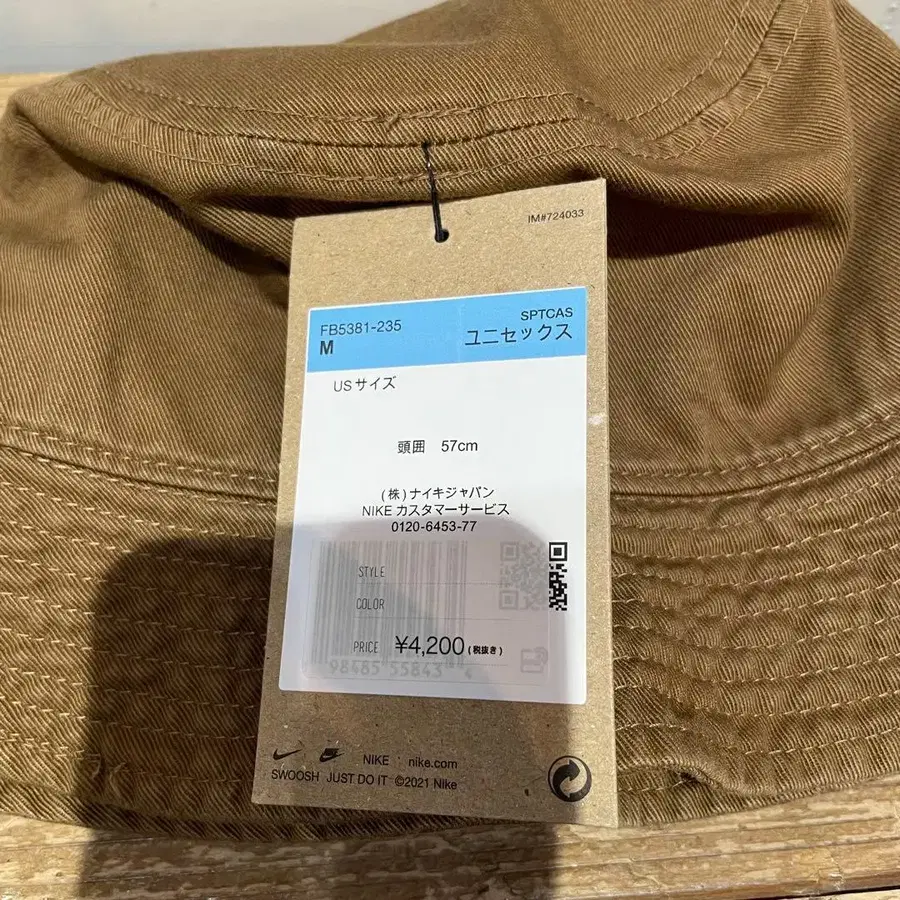 IM#724033
FB5381-235
SPTCAS
M
ユニセックス
USサイズ
頭囲 57cm
(株)ナイキジャパン
NIKE カスタマーサービス
0120-6453-77
STYLE
COLOR
PRICE ¥4,200(税抜き)
98485 55843 4
NIKE nike.com
SWOOSH JUST DO IT ©2021 Nike